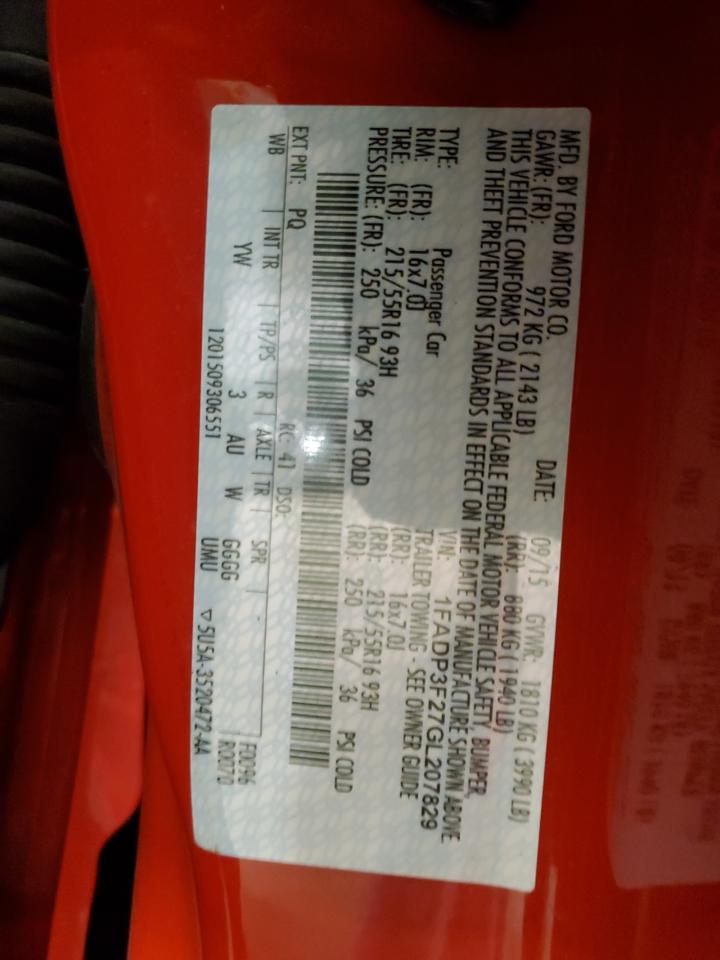 MFD. BY FORD MOTOR CO. DATE: 09/15 GVWR: 1810 KG ( 3990 LB)
GAWR: (FR): 972 KG ( 2143 LB) (RR): 880 KG ( 1940 LB)
THIS VEHICLE CONFORMS TO ALL APPLICABLE FEDERAL MOTOR VEHICLE SAFETY, BUMPER,
AND THEFT PREVENTION STANDARDS IN EFFECT ON THE DATE OF MANUFACTURE SHOWN ABOVE.
VIN: 1FADP3F27GL207829
TYPE: Passenger Car TRAILER TOWING - SEE OWNER GUIDE
RIM: (FR): 16x7.0J (RR): 16x7.0J
TIRE: (FR): 215/55R16 93H (RR): 215/55R16 93H
PRESSURE: (FR): 250 kPa/ 36 PSI COLD (RR): 250 kPa/ 36 PSI COLD
EXT PNT: PQ RC: 41 DSO: F0096
WB | INT TR | TP/PS | R | AXLE | TR | SPR | - R0070
YW 3 AU W GGGG
1201509306551 UMU ▽ 5U5A-3520472-AA